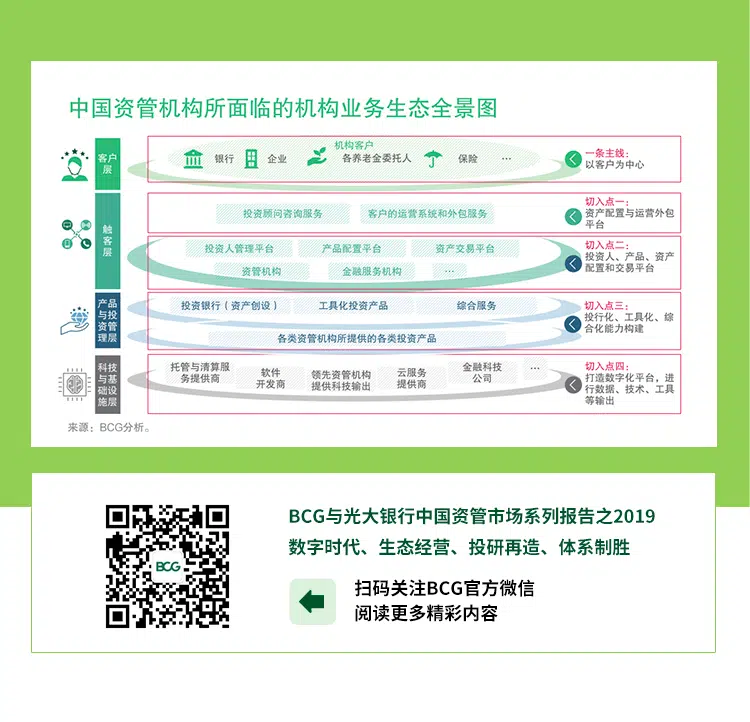 中国资管机构所面临的机构业务生态全景图
客户
层
机构客户
银行
企业
各养老金委托人
保险
…
一条主线：
以客户为中心
触
客
层
投资顾问咨询服务
客户的运营系统和外包服务
切入点一：
资产配置与运营外包
平台
投资人管理平台
产品配置平台
资产交易平台
资管机构
金融服务机构
…
切入点二：
投资人、产品、资产
配置和交易平台
产品
与投
资管
理层
投资银行（资产创设）
工具化投资产品
综合服务
各类资管机构所提供的各类投资产品
切入点三：
投行化、工具化、综
合化能力构建
科技
与基
础设
施层
托管与清算服
务提供商
软件
开发商
领先资管机构
提供科技输出
云服务
提供商
金融科技
公司
…
切入点四：
打造数字化平台，进
行数据、技术、工具
等输出
来源：BCG分析。
BCG
BCG与光大银行中国资管市场系列报告之2019
数字时代、生态经营、投研再造、体系制胜
扫码关注BCG官方微信
阅读更多精彩内容